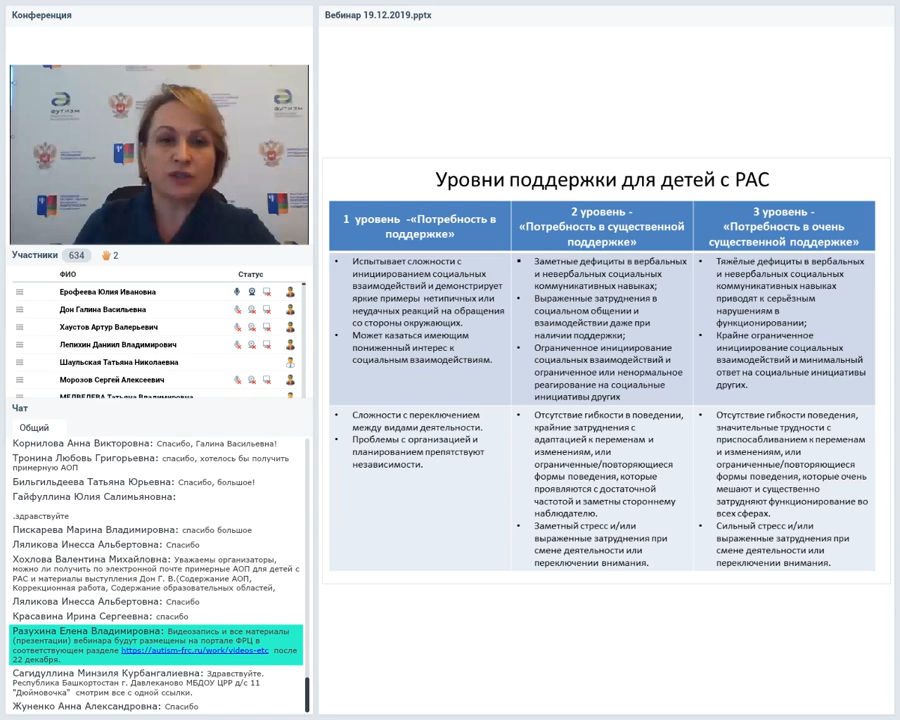 Конференция
Вебинар 19.12.2019.pptx
аутизм
аутизм
Участники 634 2
ФИО Статус
Ерофеева Юлия Ивановна
Дон Галина Васильевна
Хаустов Артур Валерьевич
Лепихин Даниил Владимирович
Шаульская Татьяна Николаевна
Морозов Сергей Алексеевич
МЕДВЕДЕВА Татьяна Владимировна
Чат
Общий
Корнилова Анна Викторовна: Спасибо, Галина Васильевна!
Тронина Любовь Григорьевна: спасибо, хотелось бы получить
примерную АОП
Бильгильдеева Татьяна Юрьевна: Спасибо, большое!
Гайфуллина Юлия Салимьяновна:
.здравствуйте
Пискарева Марина Владимировна: спасибо большое
Ляликова Инесса Альбертовна: Спасибо
Хохлова Валентина Михайловна: Уважаемы организаторы,
можно ли получить по электронной почте примерные АОП для детей с
РАС и материалы выступления Дон Г. В.(Содержание АОП,
Коррекционная работа, Содержание образовательных областей,
Ляликова Инесса Альбертовна: Спасибо
Красавина Ирина Сергеевна: спасибо
Разухина Елена Владимировна: Видеозапись и все материалы
(презентации) вебинара будут размещены на портале ФРЦ в
соответствующем разделе https://autism-frc.ru/work/videos-etc после
22 декабря.
Сагидуллина Минзиля Курбангалиевна: Здравствуйте.
Республика Башкортостан г. Давлеканово МБДОУ ЦРР д/с 11
"Дюймовочка" смотрим все с одной ссылки.
Жуненко Анна Александровна: Спасибо
Уровни поддержки для детей с РАС
1 уровень -«Потребность в
поддержке»
2 уровень -
«Потребность в существенной
поддержке»
3 уровень -
«Потребность в очень
существенной поддержке»
• Испытывает сложности с
инициированием социальных
взаимодействий и демонстрирует
яркие примеры нетипичных или
неудачных реакций на обращения
со стороны окружающих.
• Может казаться имеющим
пониженный интерес к
социальным взаимодействиям.
▪ Заметные дефициты в вербальных
и невербальных социальных
коммуникативных навыках;
• Выраженные затруднения в
социальном общении и
взаимодействии даже при
наличии поддержки;
• Ограниченное инициирование
социальных взаимодействий и
ограниченное или ненормальное
реагирование на социальные
инициативы других
• Тяжёлые дефициты в вербальных
и невербальных социальных
коммуникативных навыках
приводят к серьёзным
нарушениям в
функционировании;
• Крайне ограниченное
инициирование социальных
взаимодействий и минимальный
ответ на социальные инициативы
других.
• Сложности с переключением
между видами деятельности.
• Проблемы с организацией и
планированием препятствуют
независимости.
• Отсутствие гибкости в поведении,
крайние затруднения с
адаптацией к переменам и
изменениям, или
ограниченные/повторяющиеся
формы поведения, которые
проявляются с достаточной
частотой и заметны стороннему
наблюдателю.
• Заметный стресс и/или
выраженные затруднения при
смене деятельности или
переключении внимания.
• Отсутствие гибкости поведения,
значительные трудности с
приспосабливанием к переменам
и изменениям, или
ограниченные/повторяющиеся
формы поведения, которые очень
мешают и существенно
затрудняют функционирование во
всех сферах.
• Сильный стресс и/или
выраженные затруднения при
смене деятельности или
переключении внимания.